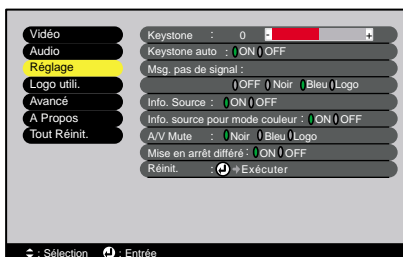 Vidéo
Audio
Réglage
Logo utili.
Avancé
A Propos
Tout Réinit.
Keystone : 0 - +
Keystone auto : ON OFF
Msg. pas de signal :
OFF Noir Bleu Logo
Info. Source : ON OFF
Info. source pour mode couleur : ON OFF
A/V Mute : Noir Bleu Logo
Mise en arrêt différé : ON OFF
Réinit. : Exécuter
: Sélection : Entrée